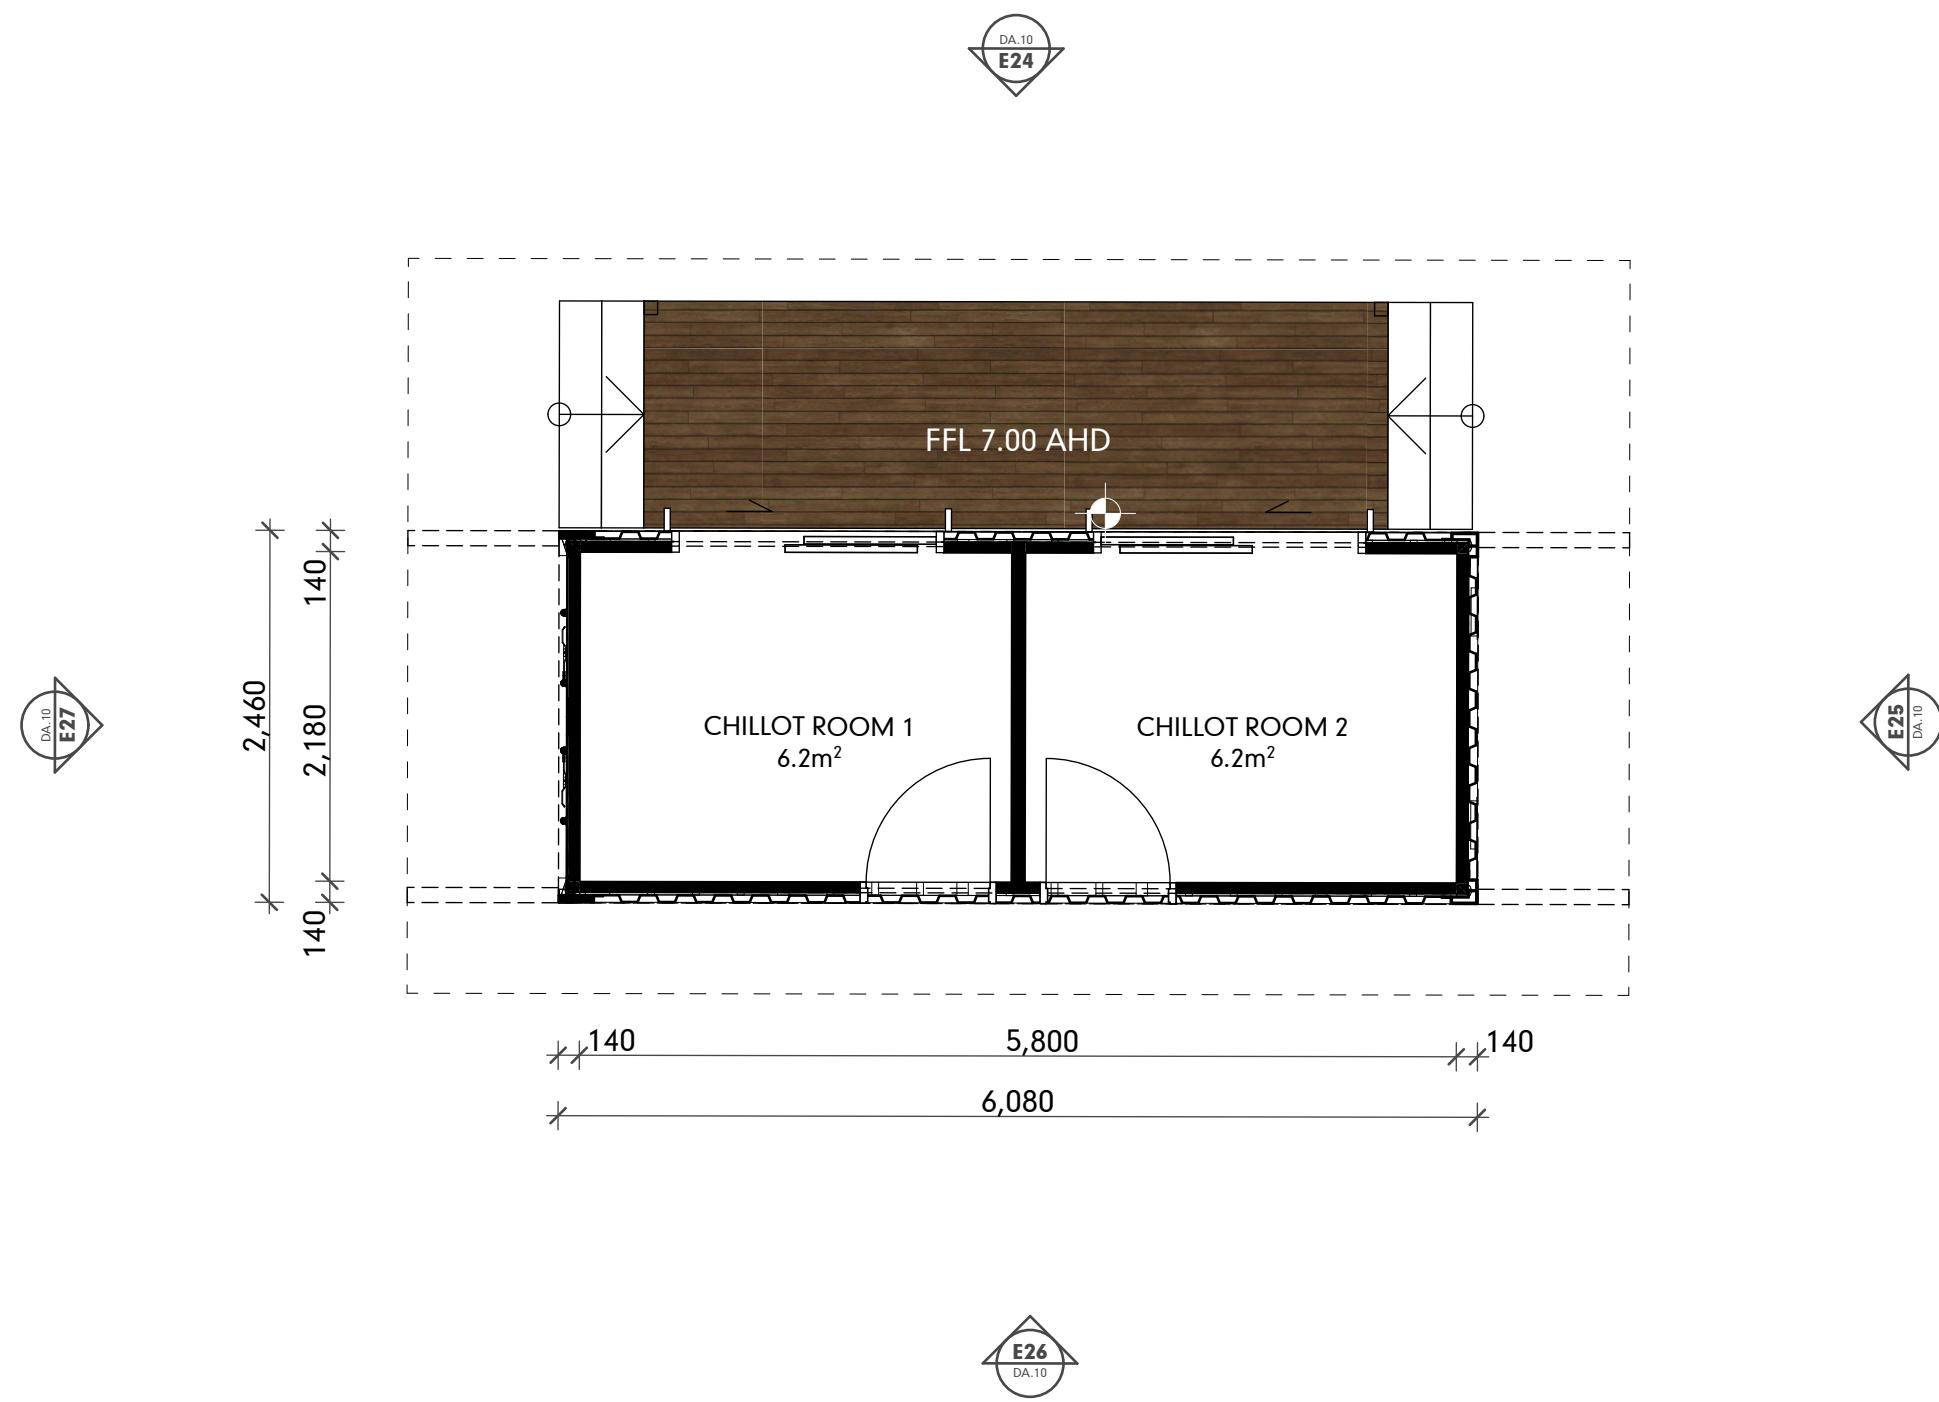 DA.10
E24
FFL 7.00 AHD
140
2,460
2,180
140
CHILLOT ROOM 1
6.2m²
CHILLOT ROOM 2
6.2m²
DA.10
E27
E25
DA.10
140
5,800
140
6,080
E26
DA.10